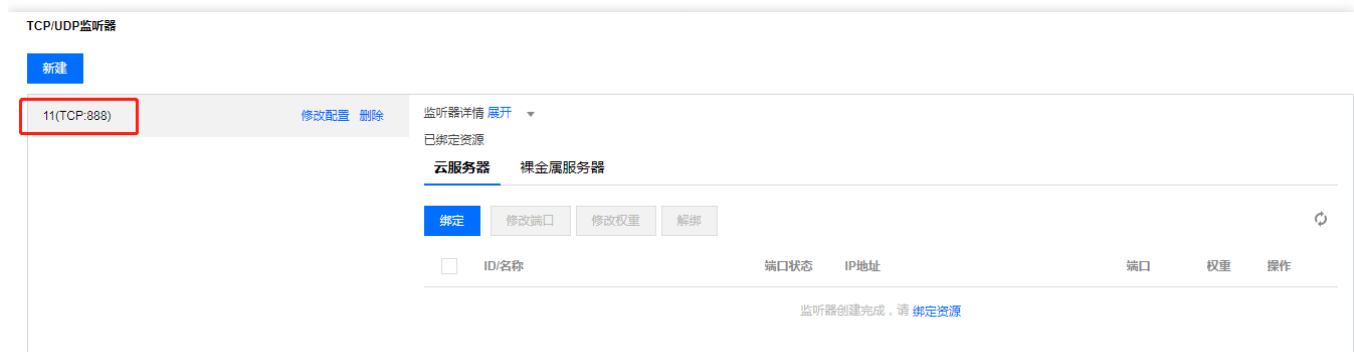 TCP/UDP监听器
新建
11(TCP:888) 修改配置 删除
监听器详情 展开
已绑定资源
云服务器 裸金属服务器
绑定 修改端口 修改权重 解绑
ID/名称 端口状态 IP地址 端口 权重 操作
监听器创建完成，请 绑定资源